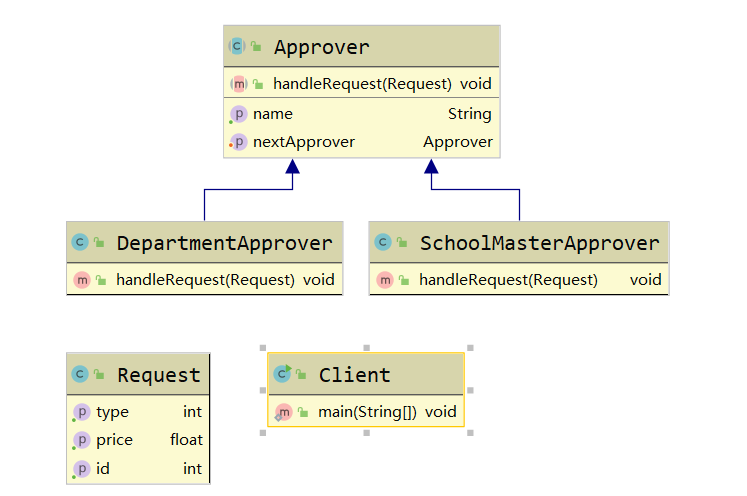 Approver
handleRequest(Request) void
name String
nextApprover Approver
DepartmentApprover
handleRequest(Request) void
SchoolMasterApprover
handleRequest(Request) void
Request
type int
price float
id int
Client
main(String[]) void